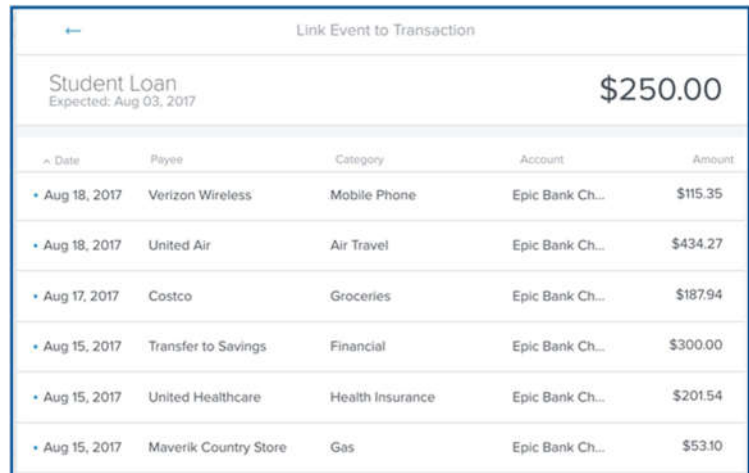 ← Link Event to Transaction
Student Loan $250.00
Expected: Aug 03, 2017
^ Date Payee Category Account Amount
• Aug 18, 2017 Verizon Wireless Mobile Phone Epic Bank Ch... $115.35
• Aug 18, 2017 United Air Air Travel Epic Bank Ch... $434.27
• Aug 17, 2017 Costco Groceries Epic Bank Ch... $187.94
• Aug 15, 2017 Transfer to Savings Financial Epic Bank Ch... $300.00
• Aug 15, 2017 United Healthcare Health Insurance Epic Bank Ch... $201.54
• Aug 15, 2017 Maverik Country Store Gas Epic Bank Ch... $53.10